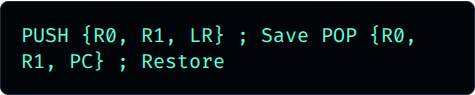 PUSH {R0, R1, LR} ; Save POP {R0,
R1, PC} ; Restore